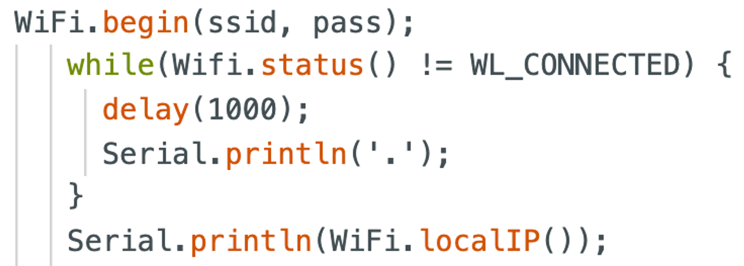 WiFi.begin(ssid, pass);
while(Wifi.status() != WL_CONNECTED) {
delay(1000);
Serial.println('.');
}
Serial.println(WiFi.localIP());